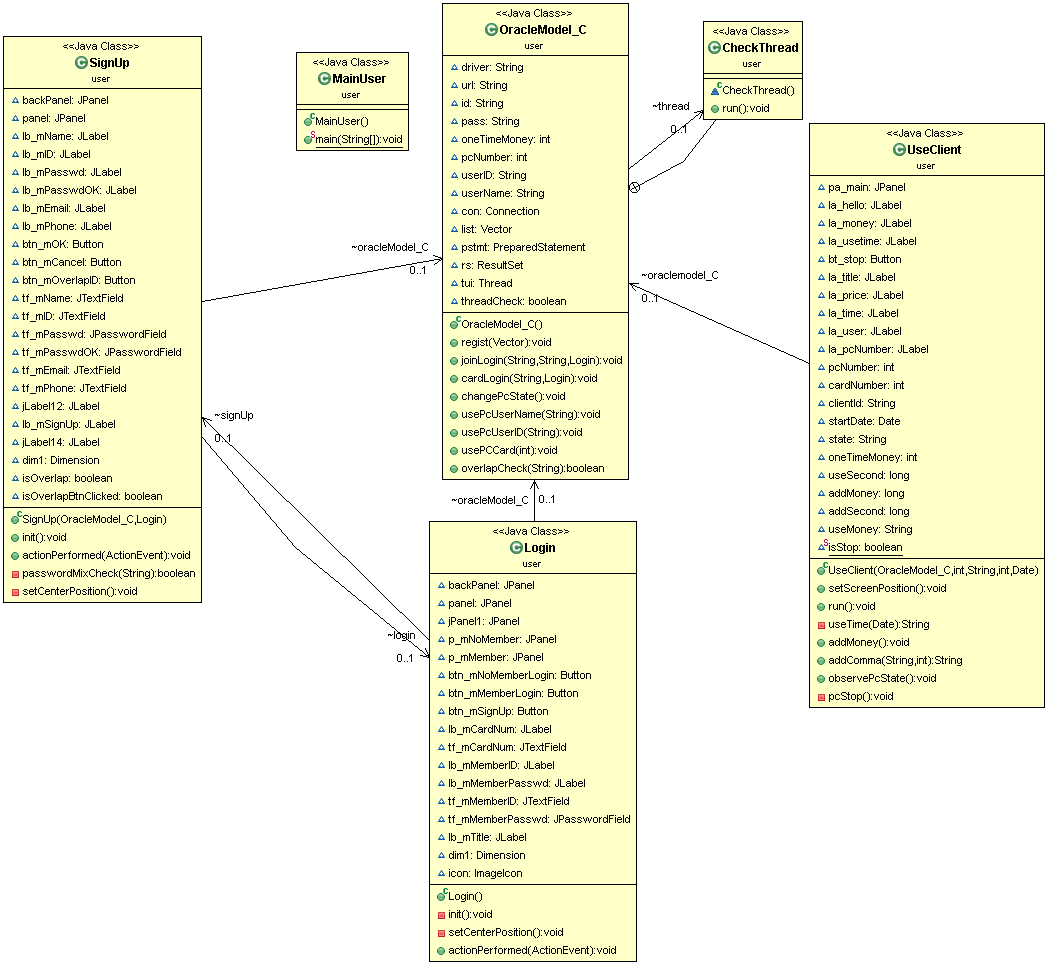 <<Java Class>>
SignUp
user
backPanel: JPanel
panel: JPanel
lb_mName: JLabel
lb_mID: JLabel
lb_mPasswd: JLabel
lb_mPasswdOK: JLabel
lb_mEmail: JLabel
lb_mPhone: JLabel
btn_mOK: Button
btn_mCancel: Button
btn_mOverlapID: Button
tf_mName: JTextField
tf_mID: JTextField
tf_mPasswd: JPasswordField
tf_mPasswdOK: JPasswordField
tf_mEmail: JTextField
tf_mPhone: JTextField
jLabel12: JLabel
lb_mSignUp: JLabel
jLabel14: JLabel
dim1: Dimension
isOverlap: boolean
isOverlapBtnClicked: boolean
SignUp(OracleModel_C,Login)
init():void
actionPerformed(ActionEvent):void
passwordMixCheck(String):boolean
setCenterPosition():void
<<Java Class>>
MainUser
user
MainUser()
main(String[]):void
<<Java Class>>
OracleModel_C
user
driver: String
url: String
id: String
pass: String
oneTimeMoney: int
pcNumber: int
userID: String
userName: String
con: Connection
list: Vector
pstmt: PreparedStatement
rs: ResultSet
tui: Thread
threadCheck: boolean
OracleModel_C()
regist(Vector):void
joinLogin(String,String,Login):void
cardLogin(String,Login):void
changePcState():void
usePcUserName(String):void
usePcUserID(String):void
usePCCard(int):void
overlapCheck(String):boolean
<<Java Class>>
CheckThread
user
CheckThread()
run():void
~thread
0..1
<<Java Class>>
UseClient
user
pa_main: JPanel
la_hello: JLabel
la_money: JLabel
la_usetime: JLabel
bt_stop: Button
la_title: JLabel
la_price: JLabel
la_time: JLabel
la_user: JLabel
la_pcNumber: JLabel
pcNumber: int
cardNumber: int
clientId: String
startDate: Date
state: String
oneTimeMoney: int
useSecond: long
addMoney: long
addSecond: long
useMoney: String
isStop: boolean
UseClient(OracleModel_C,int,String,int,Date)
setScreenPosition():void
run():void
useTime(Date):String
addMoney():void
addComma(String,int):String
observePcState():void
pcStop():void
~oracleModel_C
0..1
~oraclemodel_C
0..1
~signUp
0..1
~oracleModel_C
0..1
~login
0..1
<<Java Class>>
Login
user
backPanel: JPanel
panel: JPanel
jPanel1: JPanel
p_mNoMember: JPanel
p_mMember: JPanel
btn_mNoMemberLogin: Button
btn_mMemberLogin: Button
btn_mSignUp: Button
lb_mCardNum: JLabel
tf_mCardNum: JTextField
lb_mMemberID: JLabel
lb_mMemberPasswd: JLabel
tf_mMemberID: JTextField
tf_mMemberPasswd: JPasswordField
lb_mTitle: JLabel
dim1: Dimension
icon: ImageIcon
Login()
init():void
setCenterPosition():void
actionPerformed(ActionEvent):void